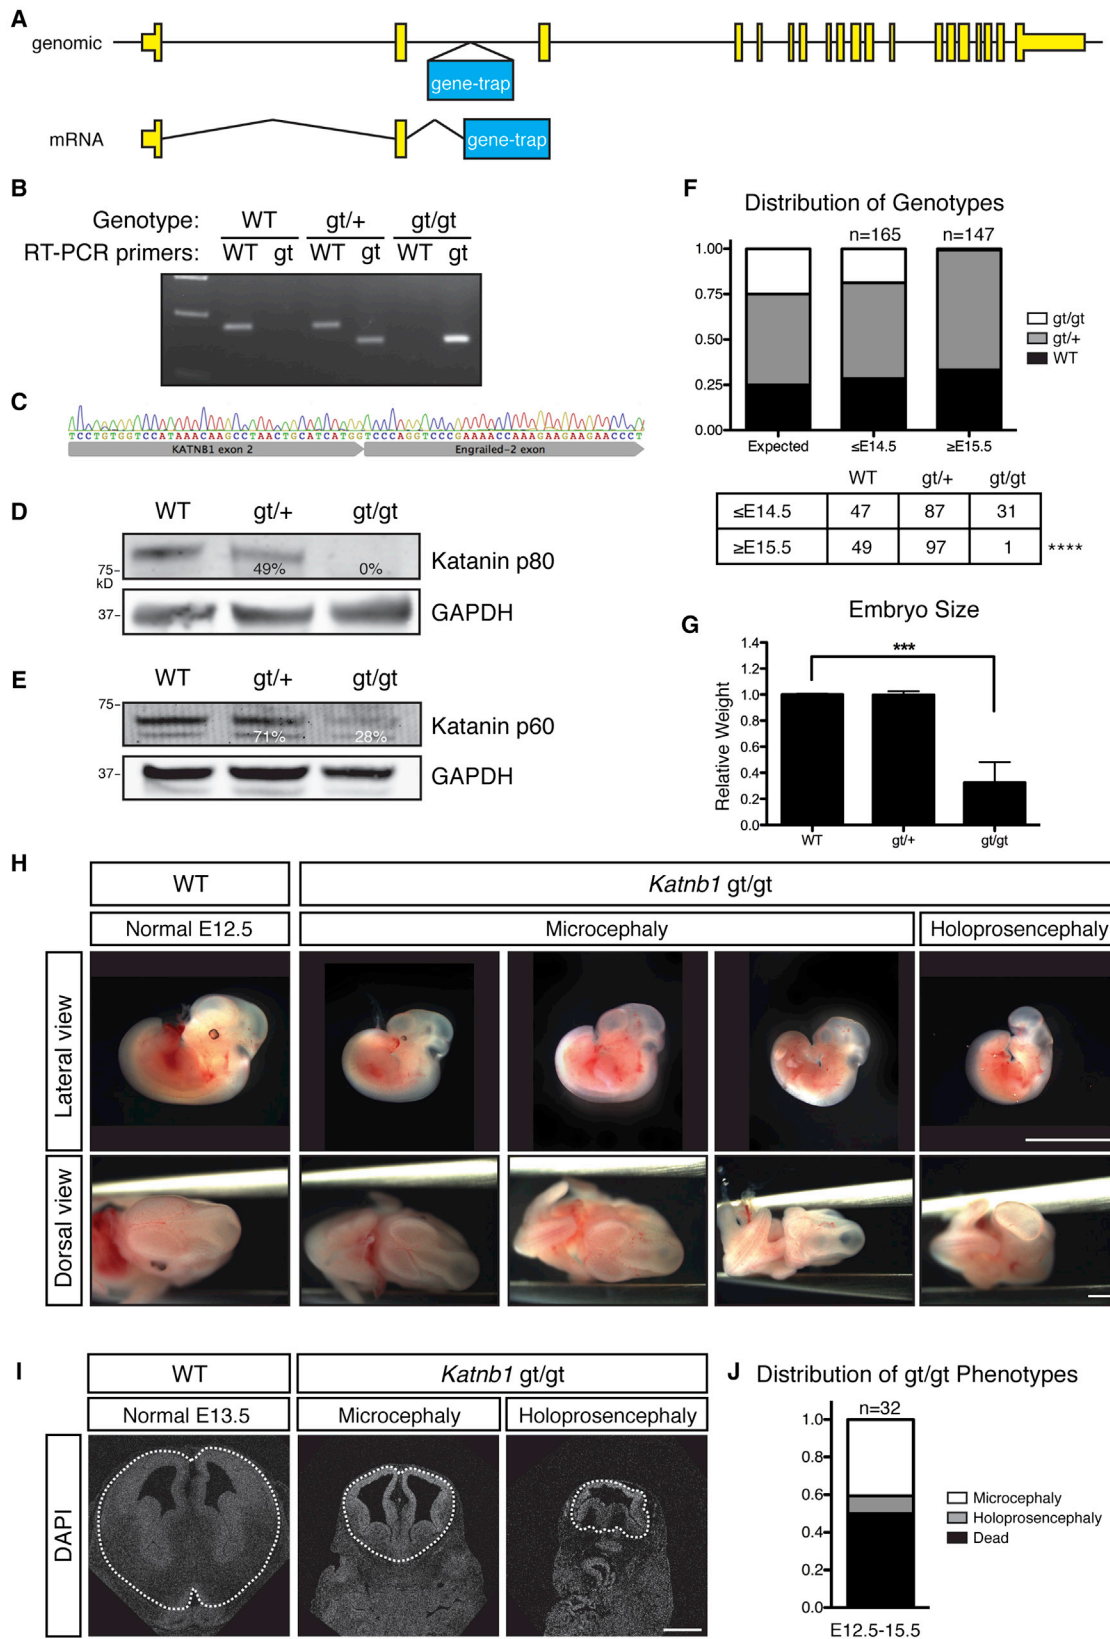 A
genomic
gene-trap
mRNA
gene-trap
B
Genotype: WT gt/+ gt/gt
RT-PCR primers: WT gt WT gt WT gt
C
TCCTGTGGTCCATAAACAAGCCTAACTGCATCATGGTCCCAGGTCCCGAAAACCAAAGAAGAAGAACCCT
KATNB1 exon 2 Engrailed-2 exon
D
WT gt/+ gt/gt
75
kD
49% 0%
Katanin p80
37
GAPDH
E
WT gt/+ gt/gt
75
71% 28%
Katanin p60
37
GAPDH
F
Distribution of Genotypes
n=165 n=147
1.00
0.75
0.50
0.25
0.00
Expected ≤E14.5 ≥E15.5
gt/gt
gt/+
WT
WT gt/+ gt/gt
≤E14.5 47 87 31
≥E15.5 49 97 1 ****
G
Embryo Size
Relative Weight
1.4
1.2
1.0
0.8
0.6
0.4
0.2
0.0
***
WT gt/+ gt/gt
H
WT Katnb1 gt/gt
Normal E12.5 Microcephaly Holoprosencephaly
Lateral view
Dorsal view
I
WT Katnb1 gt/gt
Normal E13.5 Microcephaly Holoprosencephaly
DAPI
J
Distribution of gt/gt Phenotypes
n=32
1.0
0.8
0.6
0.4
0.2
0.0
E12.5-15.5
Microcephaly
Holoprosencephaly
Dead